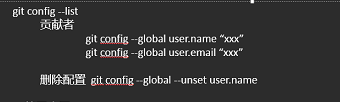 git config --list
贡献者
git config --global user.name “xxx”
git config --global user.email “xxx”
删除配置 git config --global --unset user.name